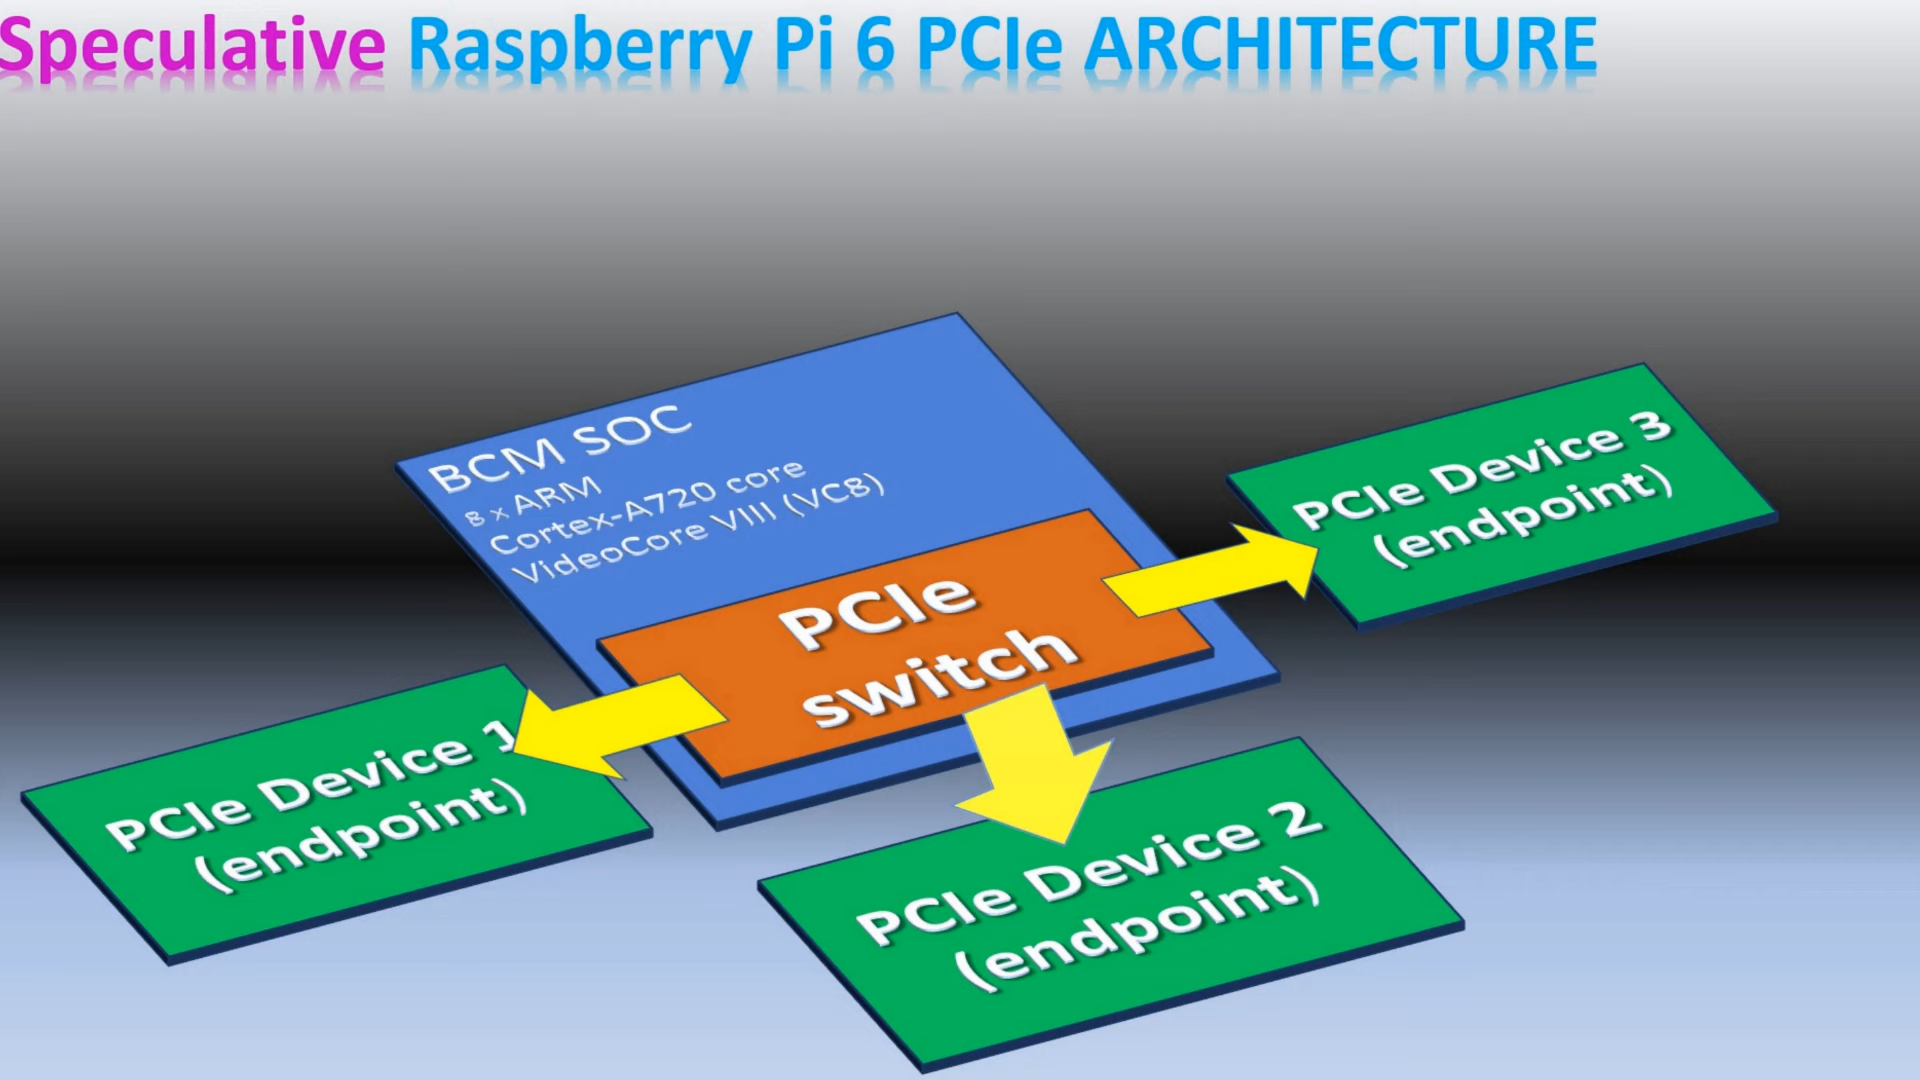 Speculative Raspberry Pi 6 PCIe ARCHITECTURE
BCM SOC
8 x ARM
Cortex-A720 core
VideoCore VIII (VC8)
PCIe
switch
PCIe Device 3
(endpoint)
PCIe Device 1
(endpoint)
PCIe Device 2
(endpoint)